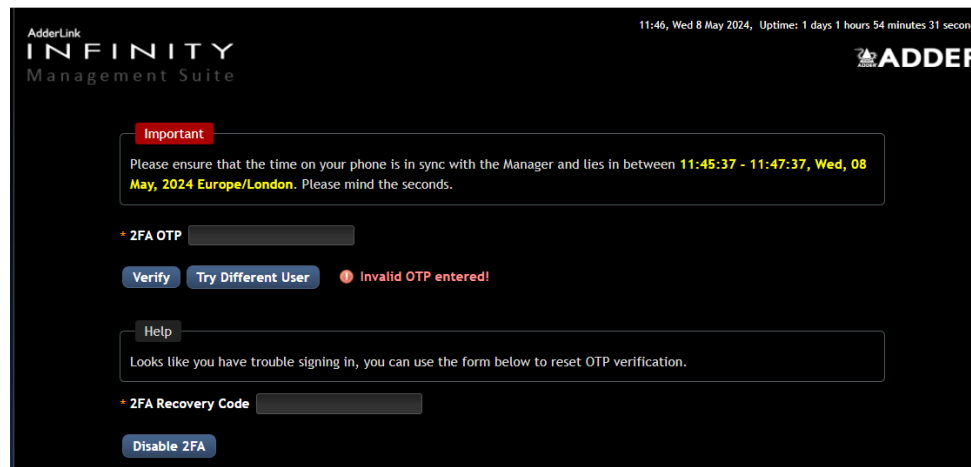 11:46, Wed 8 May 2024, Uptime: 1 days 1 hours 54 minutes 31 secon
AdderLink
INFINITY
Management Suite
ADDER
Important
Please ensure that the time on your phone is in sync with the Manager and lies in between 11:45:37 - 11:47:37, Wed, 08
May, 2024 Europe/London. Please mind the seconds.
* 2FA OTP
Verify Try Different User Invalid OTP entered!
Help
Looks like you have trouble signing in, you can use the form below to reset OTP verification.
* 2FA Recovery Code
Disable 2FA